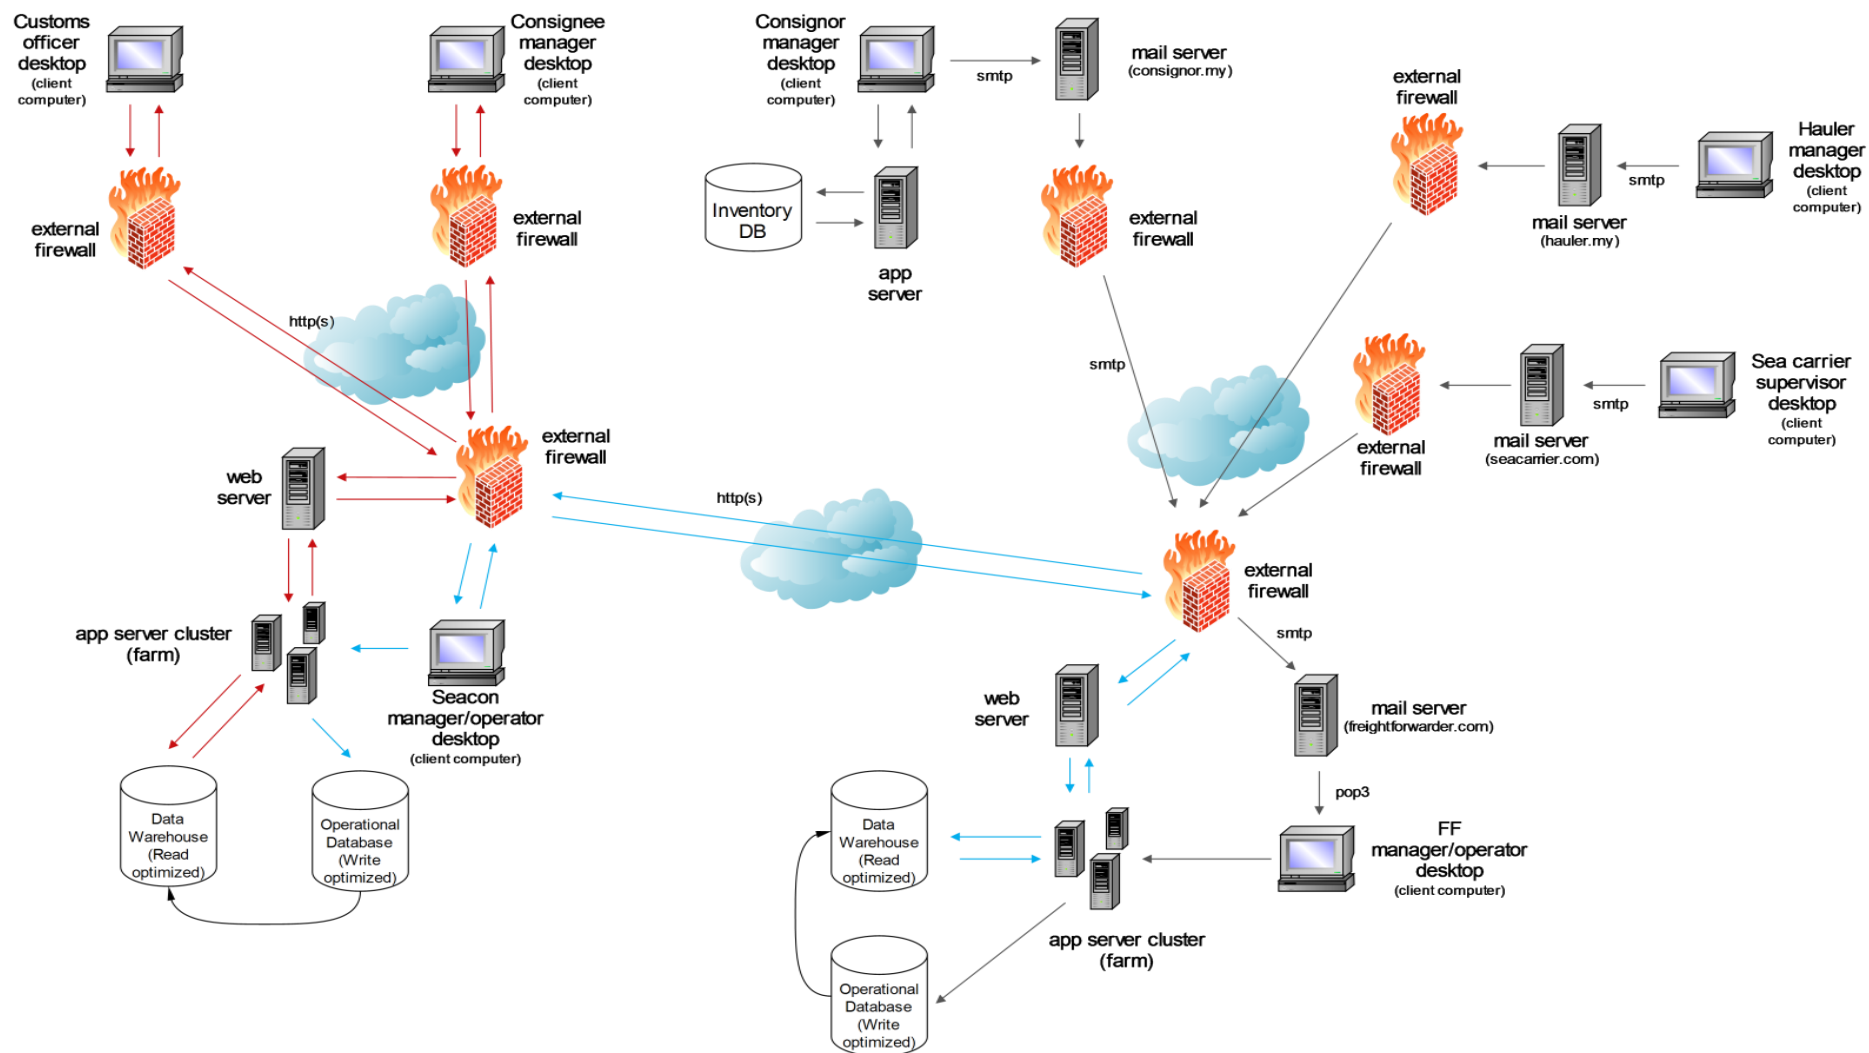 Customs
officer
desktop
(client
computer)
Consignee
manager
desktop
(client
computer)
Consignor
manager
desktop
(client
computer)
smtp
mail server
(consignor.my)
external
firewall
Hauler
manager
desktop
(client
computer)
smtp
mail server
(hauler.my)
external
firewall
external
firewall
Inventory
DB
app
server
external
firewall
http(s)
smtp
Sea carrier
supervisor
desktop
(client
computer)
smtp
mail server
(seacarrier.com)
external
firewall
external
firewall
web
server
http(s)
external
firewall
smtp
app server cluster
(farm)
Seacon
manager/operator
desktop
(client computer)
web
server
mail server
(freightforwarder.com)
pop3
Data
Warehouse
(Read
optimized)
Operational
Database
(Write
optimized)
Data
Warehouse
(Read
optimized)
FF
manager/operator
desktop
(client computer)
app server cluster
(farm)
Operational
Database
(Write
optimized)